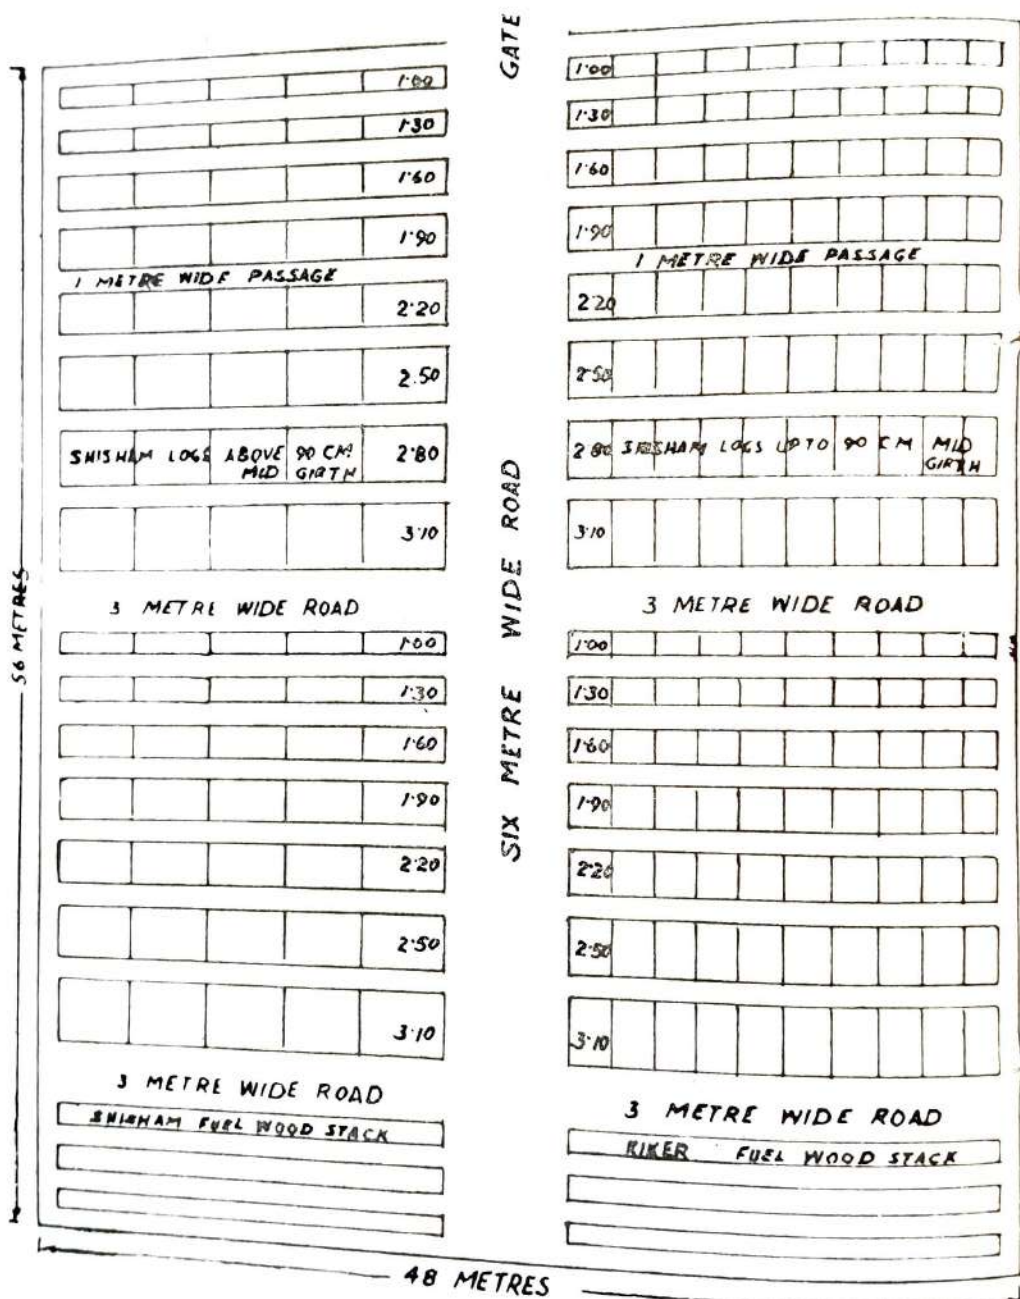 GATE
1·00
1·30
1·60
1·90
1 METRE WIDE PASSAGE
2·20
2·50
SHISHAM LOGS ABOVE 90 CM 2·80
MID GIRTH
3·10
3 METRE WIDE ROAD
1·00
1·30
1·60
1·90
2·20
2·50
3·10
3 METRE WIDE ROAD
SHISHAM FUEL WOOD STACK
SIX METRE WIDE ROAD
1·00
1·30
1·60
1·90
1 METRE WIDE PASSAGE
2·20
2·50
2·80 SHISHAM LOGS UPTO 90 CM MID
GIRTH
3·10
3 METRE WIDE ROAD
1·00
1·30
1·60
1·90
2·20
2·50
3·10
3 METRE WIDE ROAD
KIKER FUEL WOOD STACK
56 METRES
48 METRES